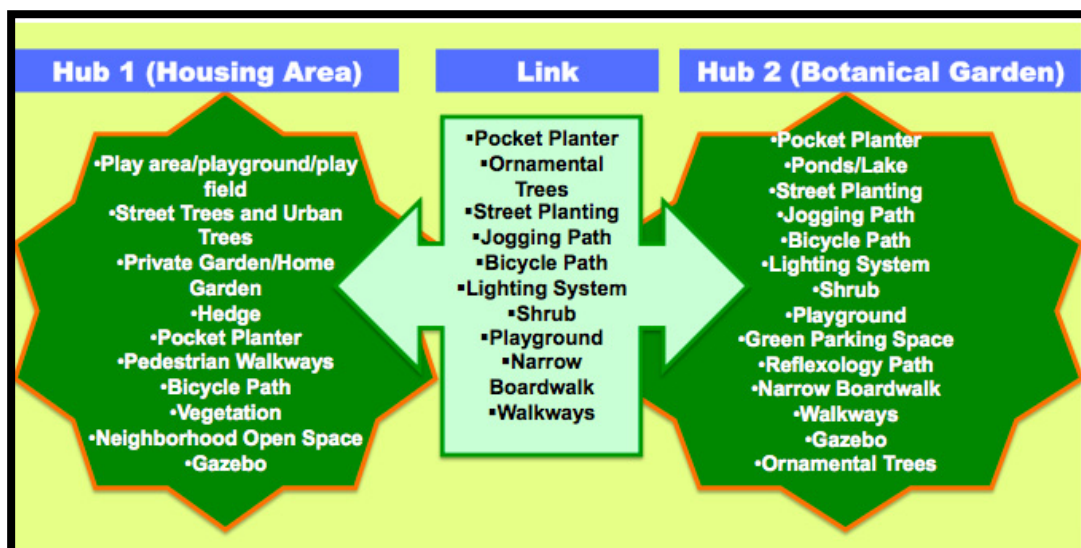 Hub 1 (Housing Area)
•Play area/playground/play
field
•Street Trees and Urban
Trees
•Private Garden/Home
Garden
•Hedge
•Pocket Planter
•Pedestrian Walkways
•Bicycle Path
•Vegetation
•Neighborhood Open Space
•Gazebo
Link
▪Pocket Planter
▪Ornamental
Trees
▪Street Planting
▪Jogging Path
▪Bicycle Path
▪Lighting System
▪Shrub
▪Playground
▪Narrow
Boardwalk
▪Walkways
Hub 2 (Botanical Garden)
•Pocket Planter
•Ponds/Lake
•Street Planting
•Jogging Path
•Bicycle Path
•Lighting System
•Shrub
•Playground
•Green Parking Space
•Reflexology Path
•Narrow Boardwalk
•Walkways
•Gazebo
•Ornamental Trees